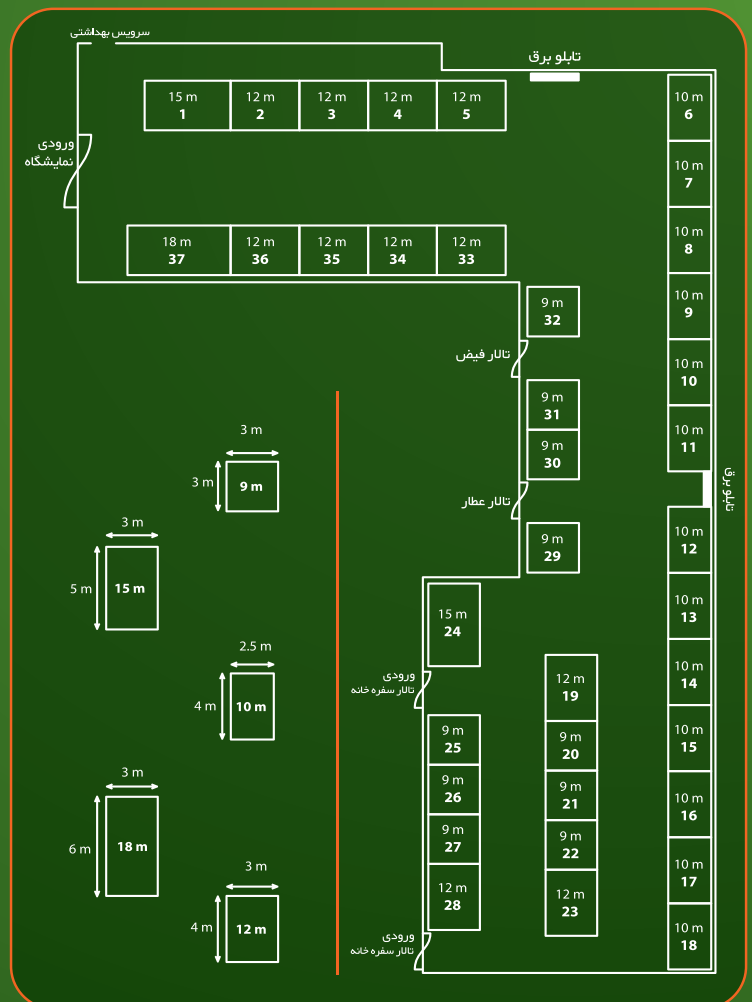 سرویس بهداشتی
تابلو برق
ورودی
نمایشگاه
15 m
1
12 m
2
12 m
3
12 m
4
12 m
5
10 m
6
10 m
7
10 m
8
10 m
9
10 m
10
10 m
11
تابلو برق
10 m
12
10 m
13
10 m
14
10 m
15
10 m
16
10 m
17
10 m
18
18 m
37
12 m
36
12 m
35
12 m
34
12 m
33
9 m
32
تالار فیض
9 m
31
9 m
30
تالار عطار
9 m
29
15 m
24
ورودی
تالار سفره خانه
9 m
25
9 m
26
9 m
27
12 m
28
ورودی
تالار سفره خانه
12 m
19
9 m
20
9 m
21
9 m
22
12 m
23
3 m
3 m
9 m
3 m
5 m
15 m
2.5 m
4 m
10 m
3 m
6 m
18 m
3 m
4 m
12 m